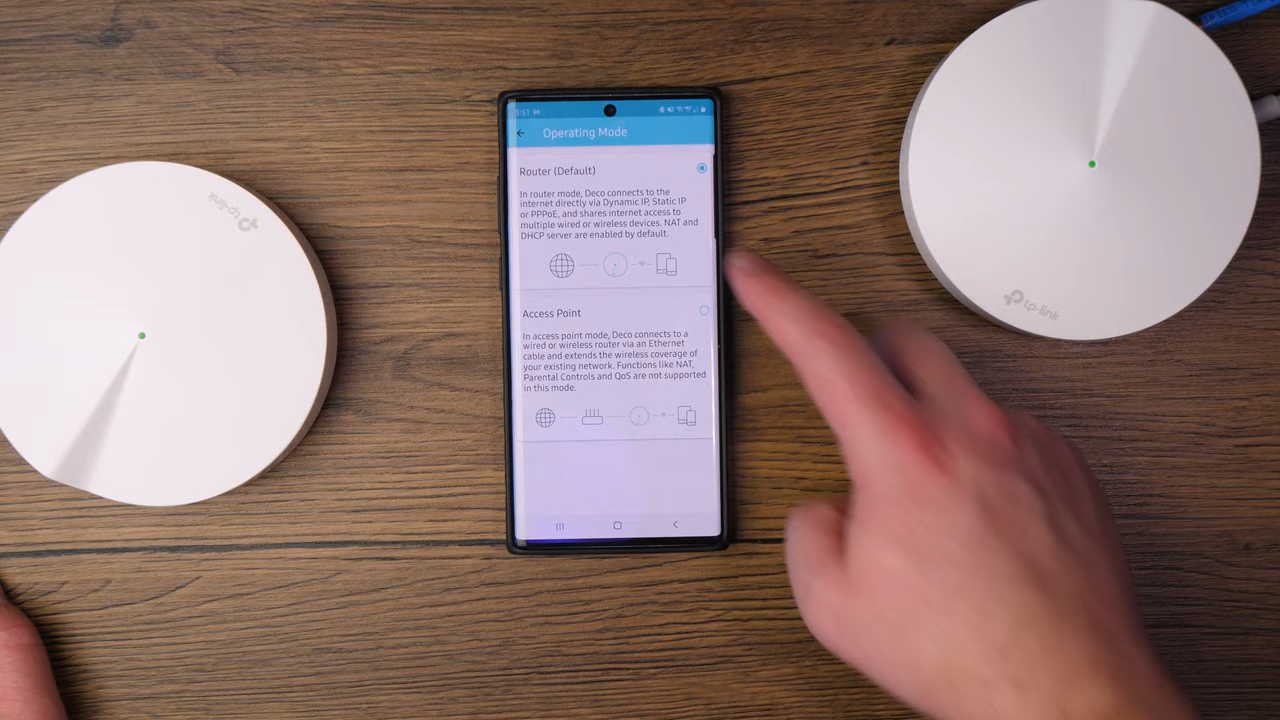 3:51
Operating Mode
Router (Default)
In router mode, Deco connects to the
internet directly via Dynamic IP, Static IP
or PPPoE, and shares internet access to
multiple wired or wireless devices. NAT and
DHCP server are enabled by default.
Access Point
In access point mode, Deco connects to a
wired or wireless router via an Ethernet
cable and extends the wireless coverage of
your existing network. Functions like NAT,
Parental Controls and QoS are not supported
in this mode.
tp-link
tp-link